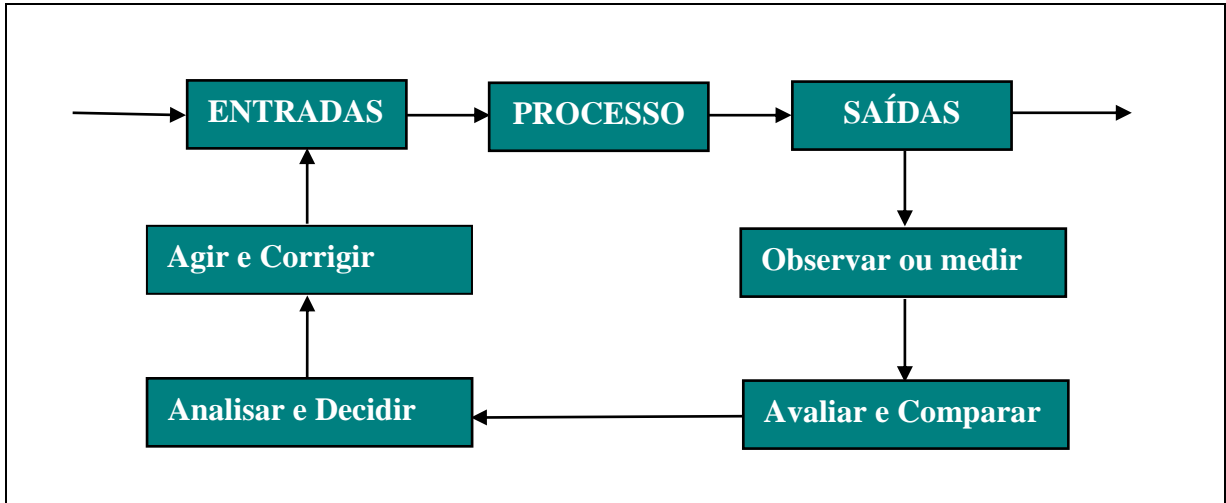 ENTRADAS
PROCESSO
SAÍDAS
Agir e Corrigir
Observar ou medir
Analisar e Decidir
Avaliar e Comparar